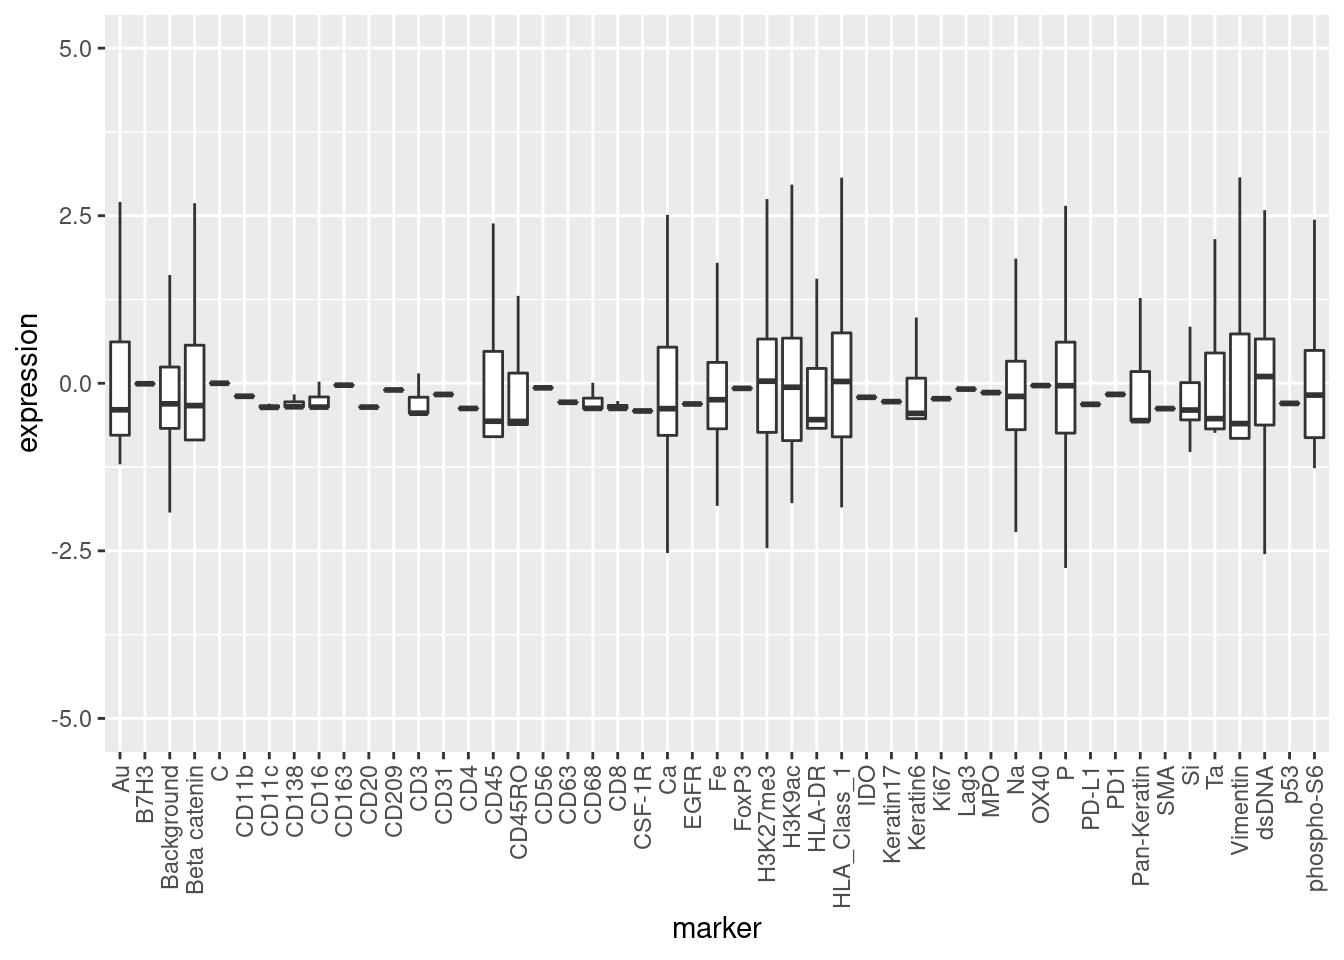 5.0
2.5
0.0
-2.5
-5.0
expression
Au
B7H3
Background
Beta catenin
C
CD11b
CD11c
CD138
CD16
CD163
CD20
CD209
CD3
CD31
CD4
CD45
CD45RO
CD56
CD63
CD68
CD8
CSF-1R
Ca
EGFR
Fe
FoxP3
H3K27me3
H3K9ac
HLA-DR
HLA_Class_1
IDO
Keratin17
Keratin6
Ki67
Lag3
MPO
Na
OX40
P
PD-L1
PD1
Pan-Keratin
SMA
Si
Ta
Vimentin
dsDNA
p53
phospho-S6
marker